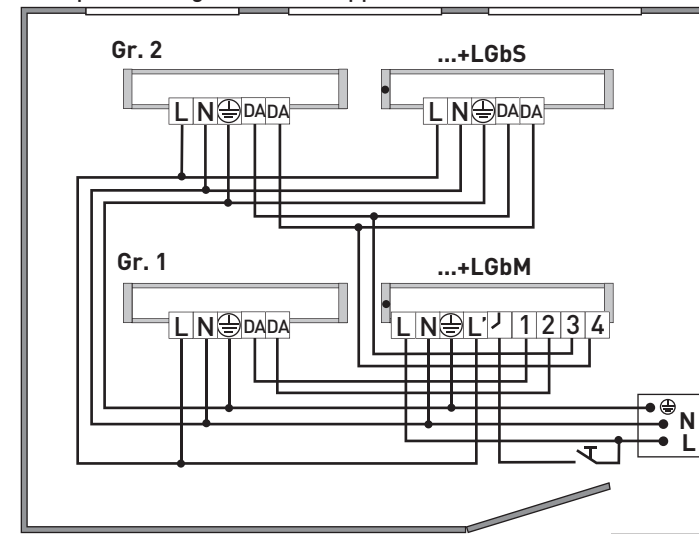 Gr. 2
...+LGbS
L N DA DA
L N DA DA
Gr. 1
...+LGbM
L N DA DA
L N L' 1 2 3 4
N
L